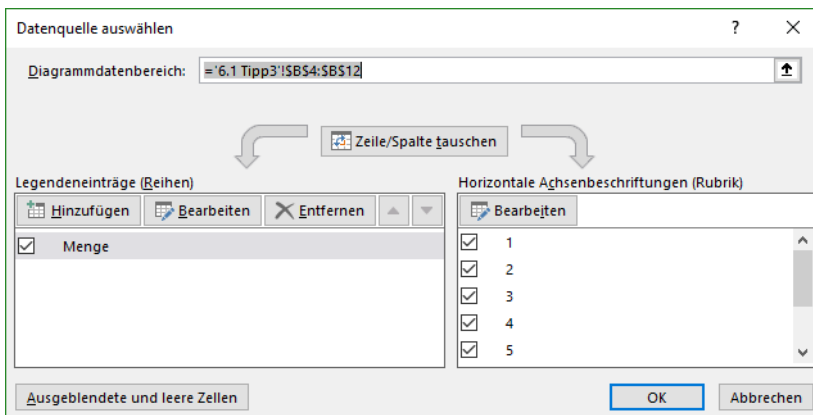 Datenquelle auswählen ?
Diagrammdatenbereich: ='6.1 Tipp3'!$B$4:$B$12
Zeile/Spalte tauschen
Legendeneinträge (Reihen)
Hinzufügen Bearbeiten Entfernen
Menge
Horizontale Achsenbeschriftungen (Rubrik)
Bearbeiten
1
2
3
4
5
Ausgeblendete und leere Zellen OK Abbrechen